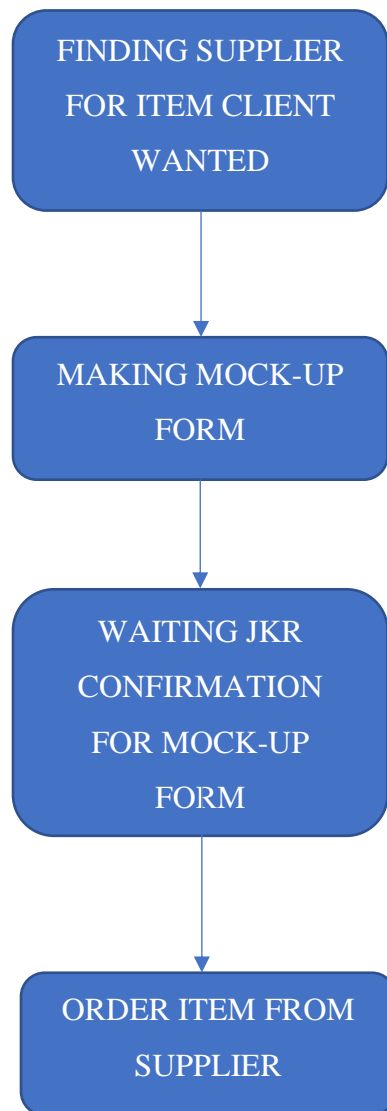 FINDING SUPPLIER
FOR ITEM CLIENT
WANTED
MAKING MOCK-UP
FORM
WAITING JKR
CONFIRMATION
FOR MOCK-UP
FORM
ORDER ITEM FROM
SUPPLIER